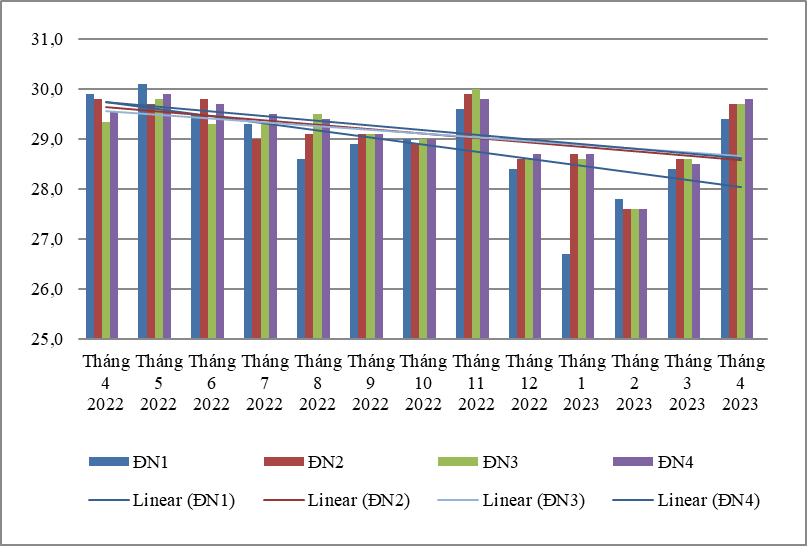 31,0
30,0
29,0
28,0
27,0
26,0
25,0
Tháng Tháng Tháng Tháng Tháng Tháng Tháng Tháng Tháng Tháng Tháng Tháng Tháng
4 5 6 7 8 9 10 11 12 1 2 3 4
2022 2022 2022 2022 2022 2022 2022 2022 2022 2023 2023 2023 2023
ĐN1 ĐN2 ĐN3 ĐN4
Linear (ĐN1) Linear (ĐN2) Linear (ĐN3) Linear (ĐN4)